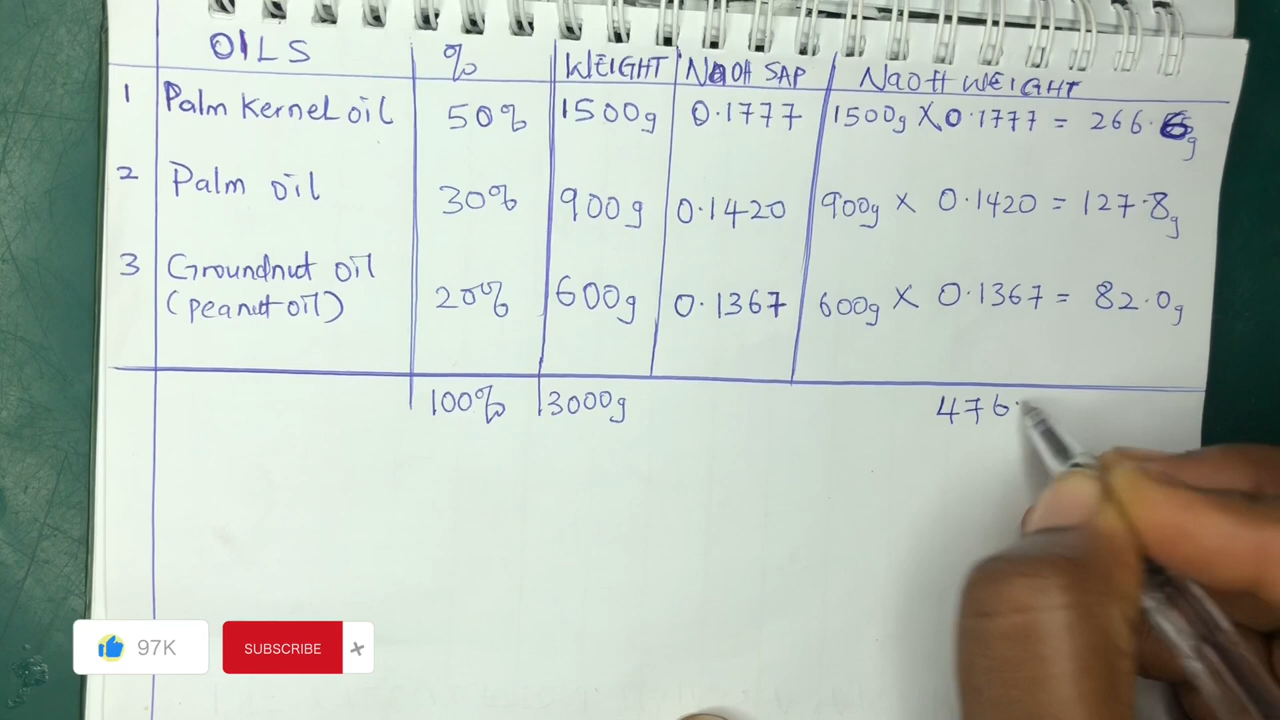 OILS % WEIGHT NaOH SAP NaOH WEIGHT
1 Palm Kernel oil 50% 1500g 0.1777 1500g X 0.1777 = 266.6g
2 Palm oil 30% 900g 0.1420 900g X 0.1420 = 127.8g
3 Groundnut oil
(peanut oil) 20% 600g 0.1367 600g X 0.1367 = 82.0g
100% 3000g 476.
97K SUBSCRIBE